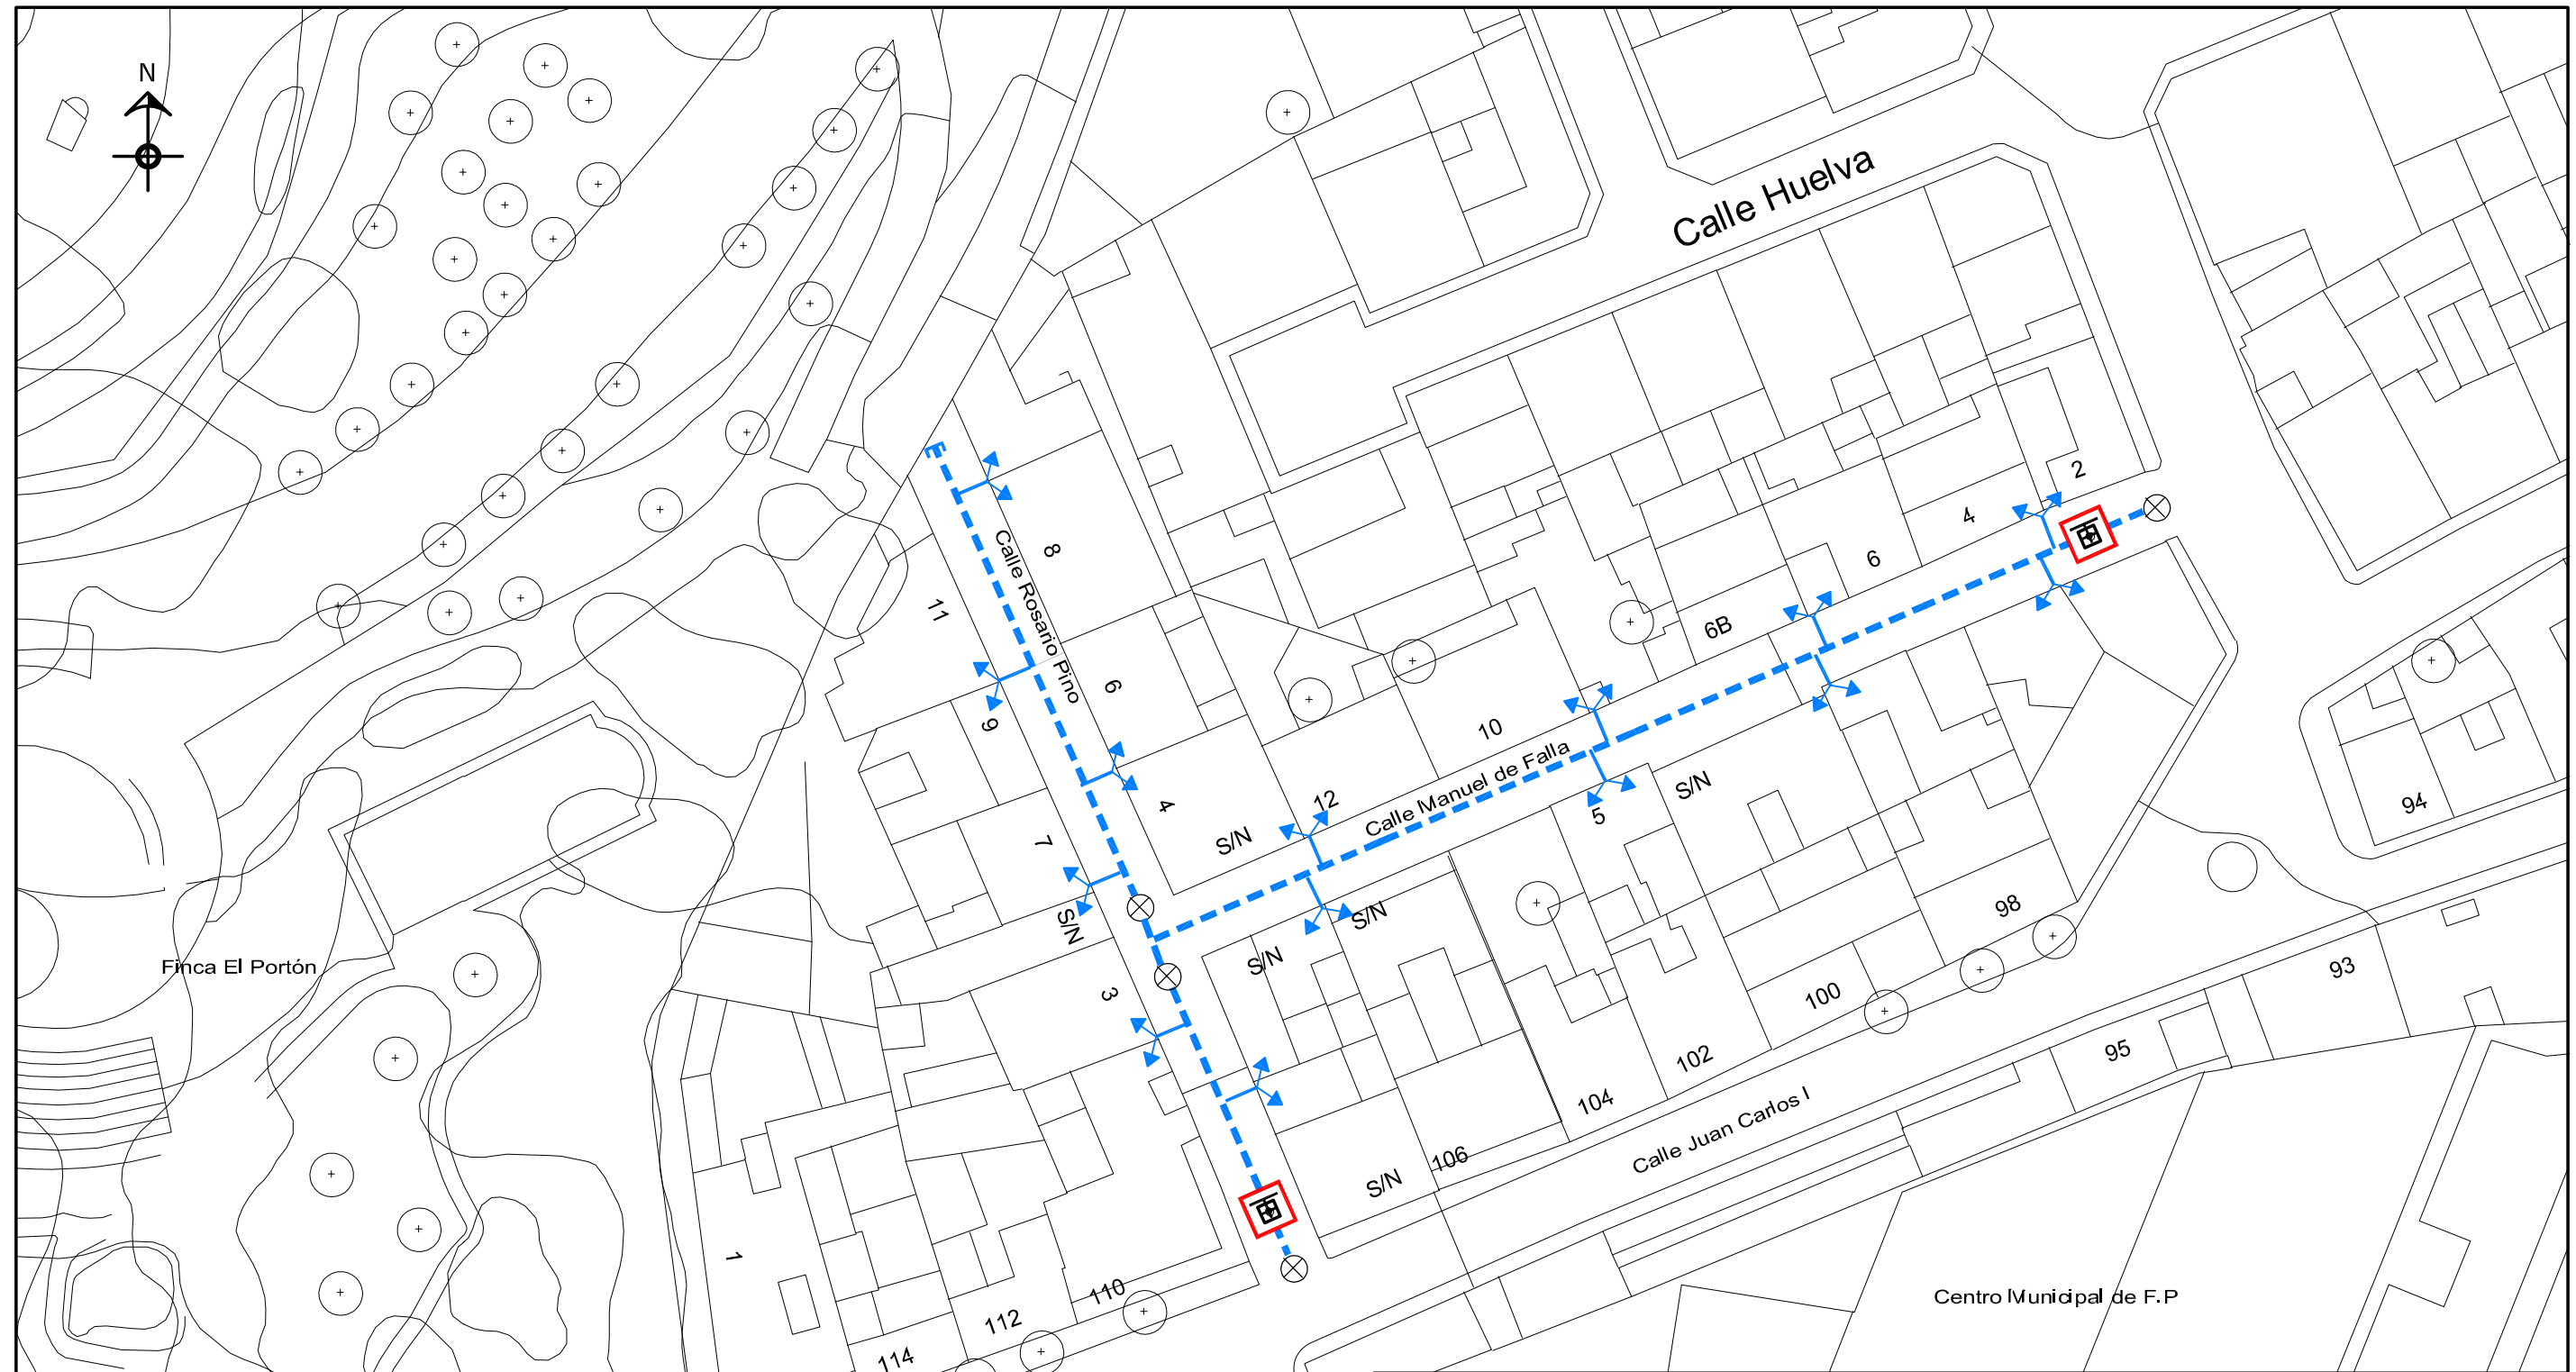 N
Calle Huelva
2
4
6
6B
8
Calle Rosario Pino
11
6
9
10
Calle Manuel de Falla
12
S/N
4
7
S/N
5
S/N
94
S/N
S/N
98
93
Finca El Portón
3
100
102
95
104
Calle Juan Carlos I
106
S/N
1
110
112
114
Centro Municipal de F.P